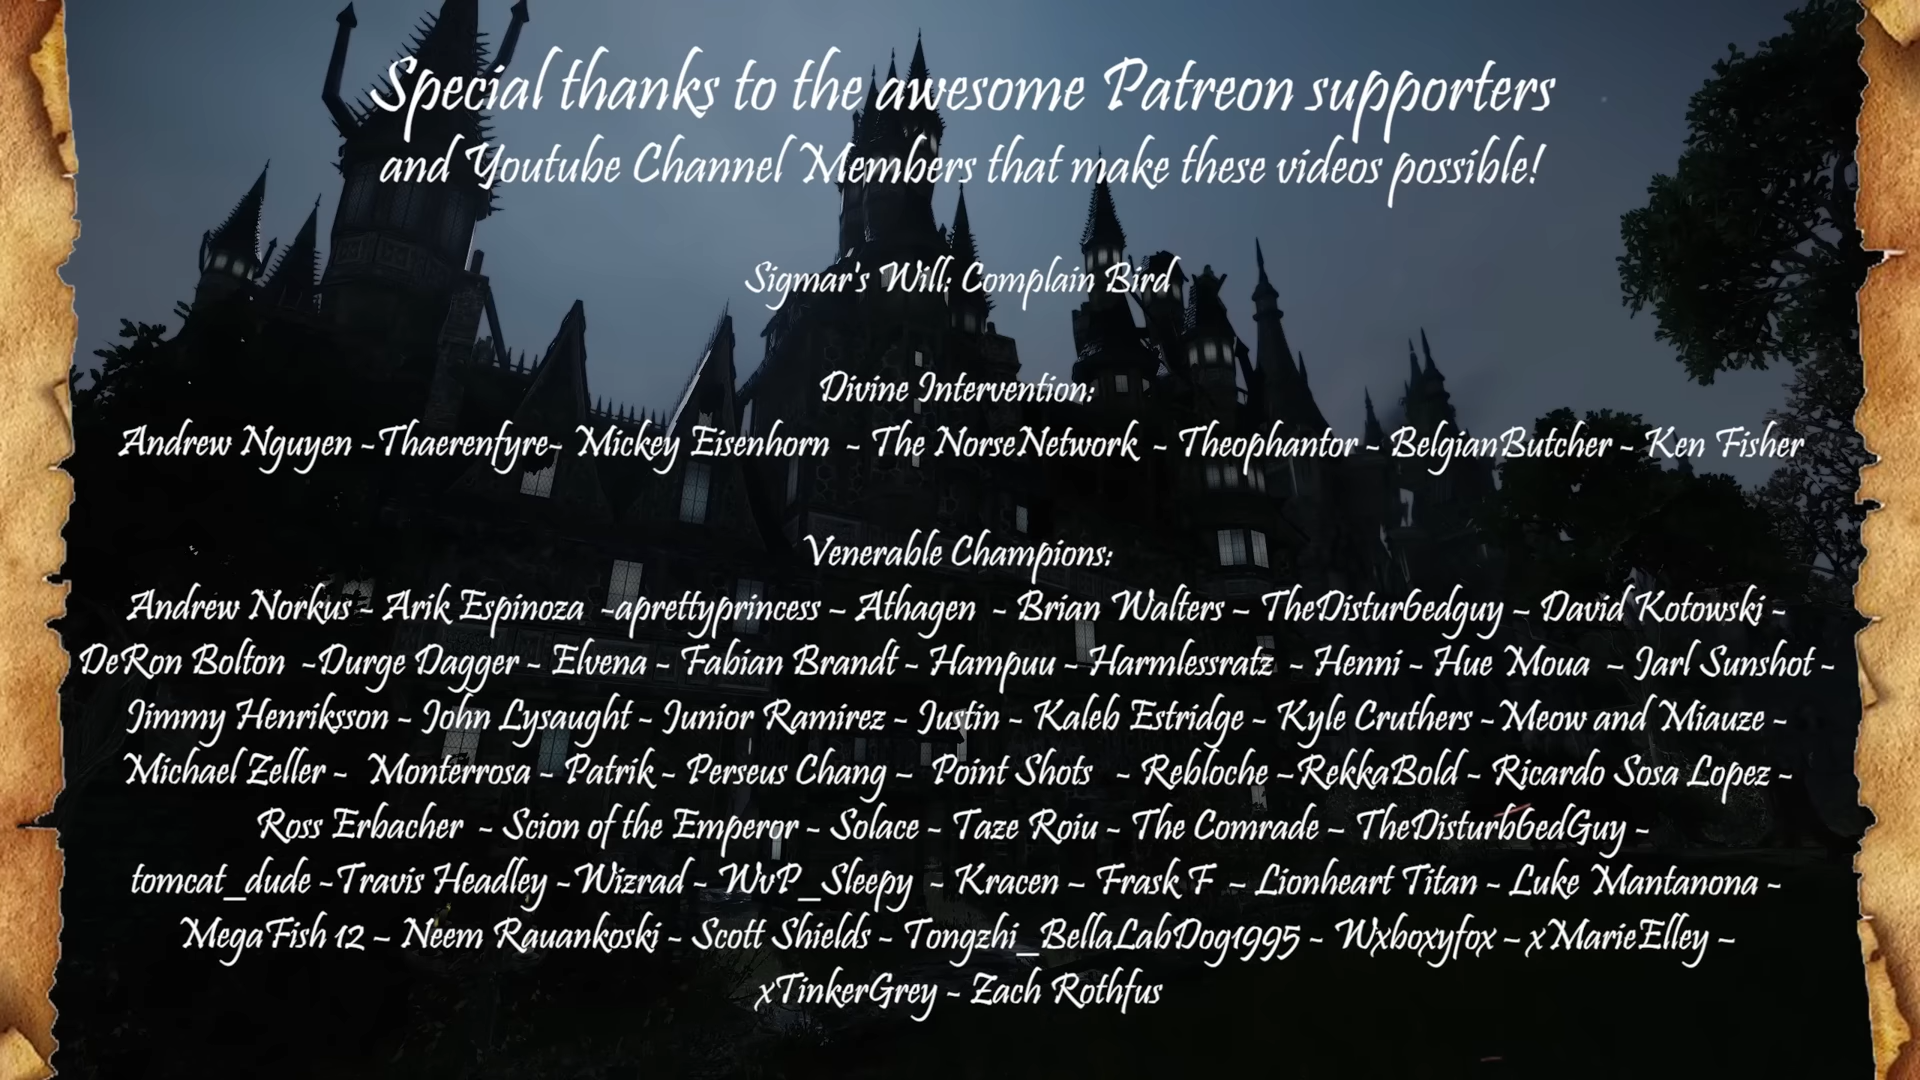 Special thanks to the awesome Patreon supporters
and Youtube Channel Members that make these videos possible!
Sigmar's Will: Complain Bird
Divine Intervention:
Andrew Nguyen -Thaerenfyre- Mickey Eisenhorn - The NorseNetwork - Theophantor - BelgianButcher - Ken Fisher
Venerable Champions:
Andrew Norkus - Arik Espinoza -aprettyprincess - Athagen - Brian Walters - TheDistur6edguy - David Kotowski -
DeRon Bolton -Durge Dagger - Elvena - Fabian Brandt - Hampuu - Harmlessratz - Henni - Hue Moua - Jarl Sunshot -
Jimmy Henriksson - John Lysaught - Junior Ramirez - Justin - Kaleb Estridge - Kyle Cruthers - Meow and Miauze -
Michael Zeller - Monterrosa - Patrik - Perseus Chang - Point Shots - Rebloche - RekkaBold - Ricardo Sosa Lopez -
Ross Erbacher - Scion of the Emperor - Solace - Taze Roiu - The Comrade - TheDisturb6edGuy -
tomcat_dude -Travis Headley - Wizrad - WvP_Sleepy - Kracen - Frask F - Lionheart Titan - Luke Mantanona -
MegaFish 12 - Neem Rauankoski - Scott Shields - Tongzhi_BellaLabDog1995 - Wxboxyfox - xMarieElley -
xTinkerGrey - Zach Rothfus